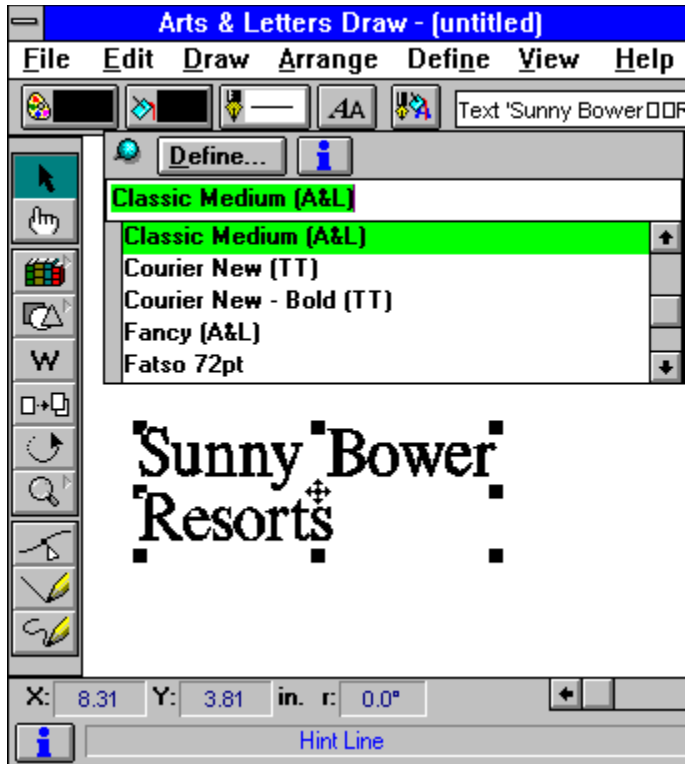 Arts & Letters Draw - (untitled)
File Edit Draw Arrange Define View Help
AA A Text 'Sunny Bower□□R
Define... i
Classic Medium (A&L)
Classic Medium (A&L)
Courier New (TT)
Courier New - Bold (TT)
Fancy (A&L)
Fatso 72pt
W
Sunny Bower
Resorts
X: 8.31 Y: 3.81 in. r: 0.0°
i Hint Line